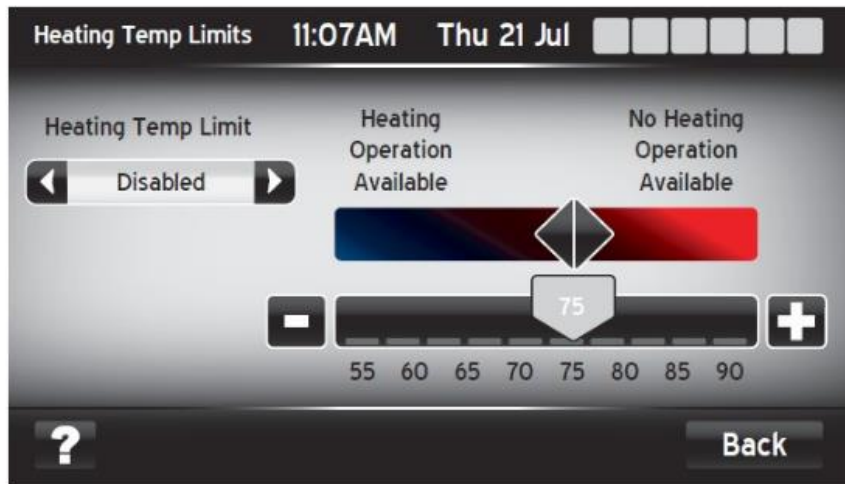 Heating Temp Limits 11:07AM Thu 21 Jul
Heating Temp Limit
Disabled
Heating
Operation
Available
No Heating
Operation
Available
75
- +
55 60 65 70 75 80 85 90
? Back